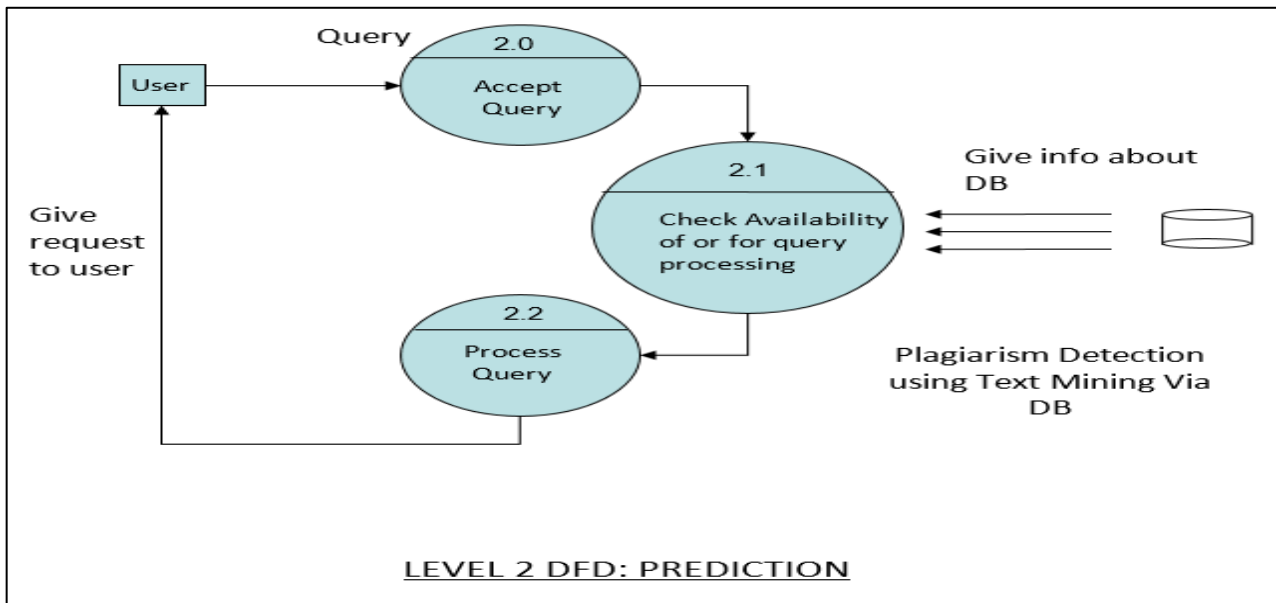 Query
2.0
Accept
Query
User
2.1
Check Availability
of or for query
processing
Give info about
DB
Give
request
to user
2.2
Process
Query
Plagiarism Detection
using Text Mining Via
DB
LEVEL 2 DFD: PREDICTION